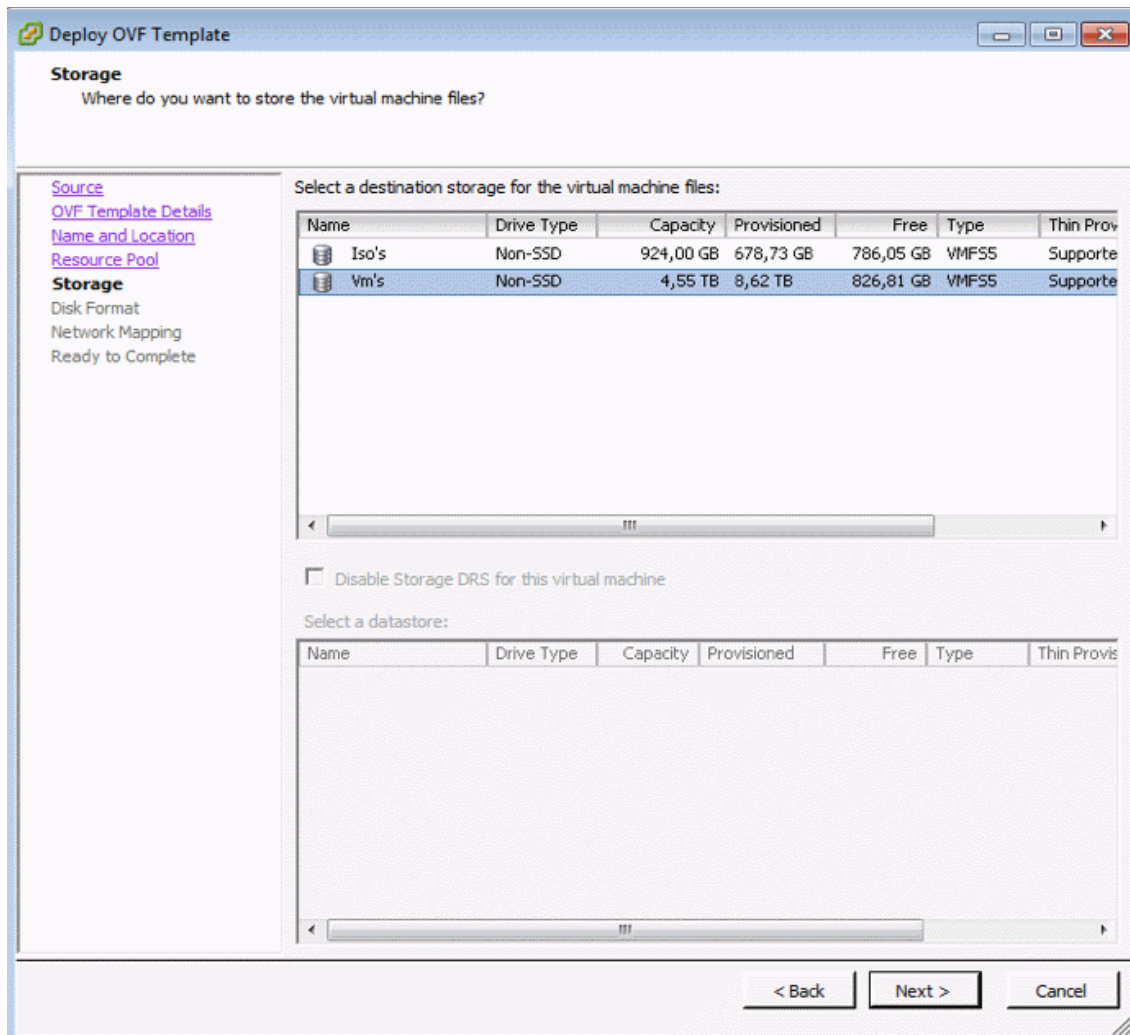 Deploy OVF Template
Storage
Where do you want to store the virtual machine files?
Source
OVF Template Details
Name and Location
Resource Pool
Storage
Disk Format
Network Mapping
Ready to Complete
Select a destination storage for the virtual machine files:
Name Drive Type Capacity Provisioned Free Type Thin Prov
Iso's Non-SSD 924,00 GB 678,73 GB 786,05 GB VMFS5 Supporte
Vm's Non-SSD 4,55 TB 8,62 TB 826,81 GB VMFS5 Supporte
Disable Storage DRS for this virtual machine
Select a datastore:
Name Drive Type Capacity Provisioned Free Type Thin Provis
< Back Next > Cancel